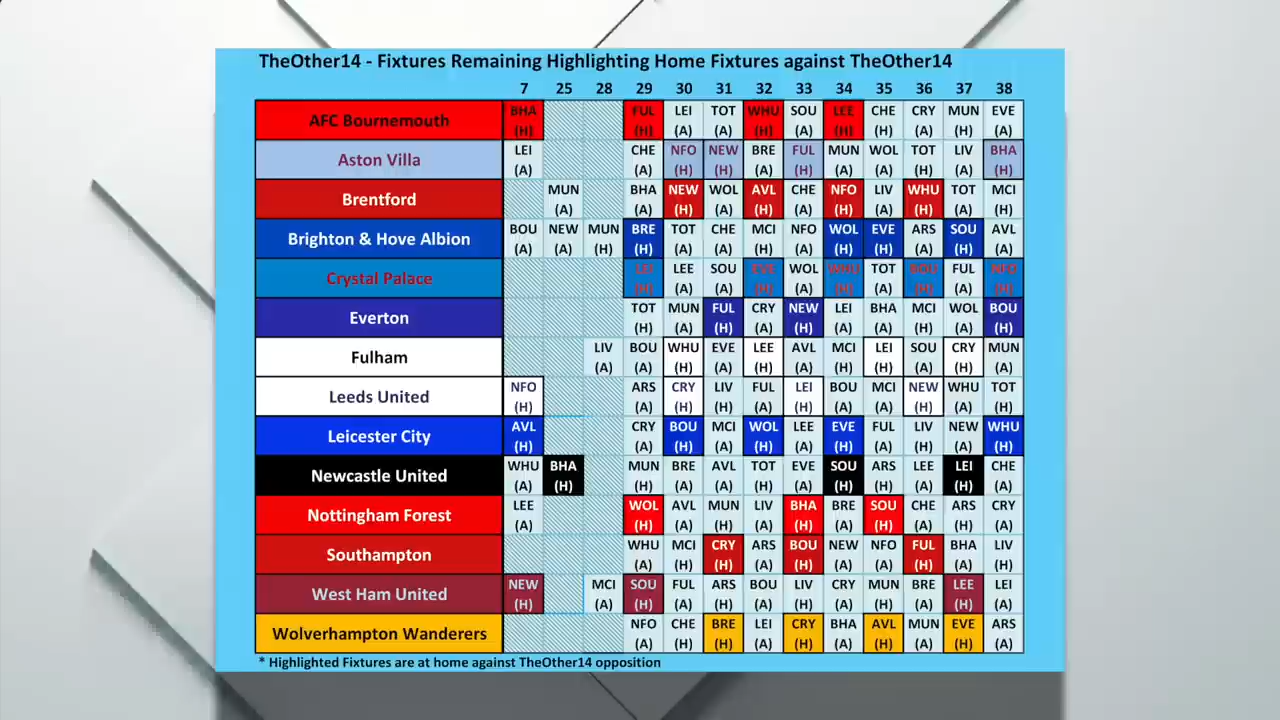 TheOther14 - Fixtures Remaining Highlighting Home Fixtures against TheOther14
7 25 28 29 30 31 32 33 34 35 36 37 38
AFC Bournemouth BHA (H) FUL (H) LEI (A) TOT (A) WHU (H) SOU (A) LEE (H) CHE (H) CRY (A) MUN (H) EVE (A)
Aston Villa LEI (A) CHE (A) NFO (H) NEW (H) BRE (A) FUL (H) MUN (A) WOL (A) TOT (H) LIV (A) BHA (H)
Brentford MUN (A) BHA (A) NEW (H) WOL (A) AVL (H) CHE (A) NFO (H) LIV (A) WHU (H) TOT (A) MCI (H)
Brighton & Hove Albion BOU (A) NEW (A) MUN (H) BRE (H) TOT (A) CHE (A) MCI (H) NFO (A) WOL (H) EVE (H) ARS (A) SOU (H) AVL (A)
Crystal Palace LEI (H) LEE (A) SOU (A) EVE (H) WOL (A) WHU (H) TOT (A) BOU (H) FUL (A) NFO (H)
Everton TOT (H) MUN (A) FUL (H) CRY (A) NEW (H) LEI (A) BHA (A) MCI (H) WOL (A) BOU (H)
Fulham LIV (A) BOU (A) WHU (H) EVE (A) LEE (H) AVL (A) MCI (H) LEI (H) SOU (A) CRY (H) MUN (A)
Leeds United NFO (H) ARS (A) CRY (H) LIV (H) FUL (A) LEI (H) BOU (A) MCI (A) NEW (H) WHU (A) TOT (H)
Leicester City AVL (H) CRY (A) BOU (H) MCI (A) WOL (H) LEE (A) EVE (H) FUL (A) LIV (H) NEW (A) WHU (H)
Newcastle United WHU (A) BHA (H) MUN (H) BRE (A) AVL (A) TOT (H) EVE (A) SOU (H) ARS (H) LEE (A) LEI (H) CHE (A)
Nottingham Forest LEE (A) WOL (H) AVL (A) MUN (H) LIV (A) BHA (H) BRE (A) SOU (H) CHE (A) ARS (H) CRY (A)
Southampton WHU (A) MCI (H) CRY (H) ARS (A) BOU (H) NEW (A) NFO (A) FUL (H) BHA (A) LIV (H)
West Ham United NEW (H) MCI (A) SOU (H) FUL (A) ARS (H) BOU (A) LIV (H) CRY (A) MUN (H) BRE (A) LEE (H) LEI (A)
Wolverhampton Wanderers NFO (A) CHE (H) BRE (H) LEI (A) CRY (H) BHA (A) AVL (H) MUN (A) EVE (H) ARS (A)
* Highlighted Fixtures are at home against TheOther14 opposition